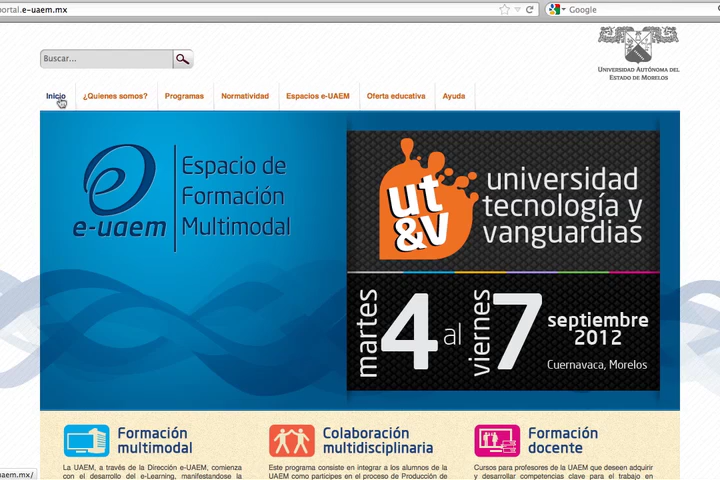 portal.e-uaem.mx
Google
Buscar...
UNIVERSIDAD AUTÓNOMA DEL
ESTADO DE MORELOS
Inicio
¿Quienes somos?
Programas
Normatividad
Espacios e-UAEM
Oferta educativa
Ayuda
e-uaem
Espacio de
Formación
Multimodal
ut
&v
universidad
tecnología y
vanguardias
martes 4 al viernes 7
septiembre
2012
Cuernavaca, Morelos
Formación
multimodal
La UAEM, a través de la Dirección e-UAEM, comienza
con el desarrollo del e-Learning, manifestandose la
Colaboración
multidisciplinaria
Este programa consiste en integrar a los alumnos de la
UAEM como participes en el proceso de Producción de
Formación
docente
Cursos para profesores de la UAEM que deseen adquirir
y desarrollar competencias clave para el trabajo en
uaem.mx/